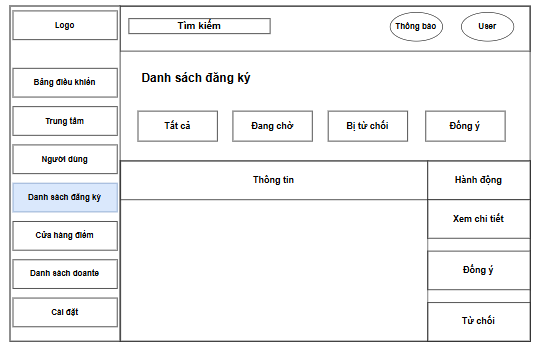 Logo
Tìm kiếm
Thông báo
User
Bảng điều khiển
Trung tâm
Người dùng
Danh sách đăng ký
Cửa hàng điểm
Danh sách doante
Cài đặt
Danh sách đăng ký
Tất cả
Đang chờ
Bị từ chối
Đồng ý
Thông tin
Hành động
Xem chi tiết
Đồng ý
Từ chối